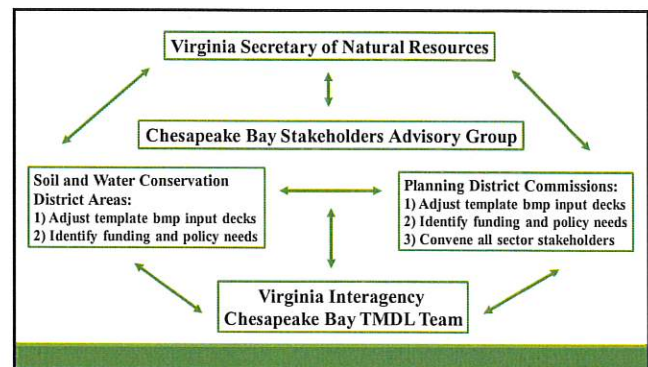 Virginia Secretary of Natural Resources
Chesapeake Bay Stakeholders Advisory Group
Soil and Water Conservation
District Areas:
1) Adjust template bmp input decks
2) Identify funding and policy needs
Planning District Commissions:
1) Adjust template bmp input decks
2) Identify funding and policy needs
3) Convene all sector stakeholders
Virginia Interagency
Chesapeake Bay TMDL Team